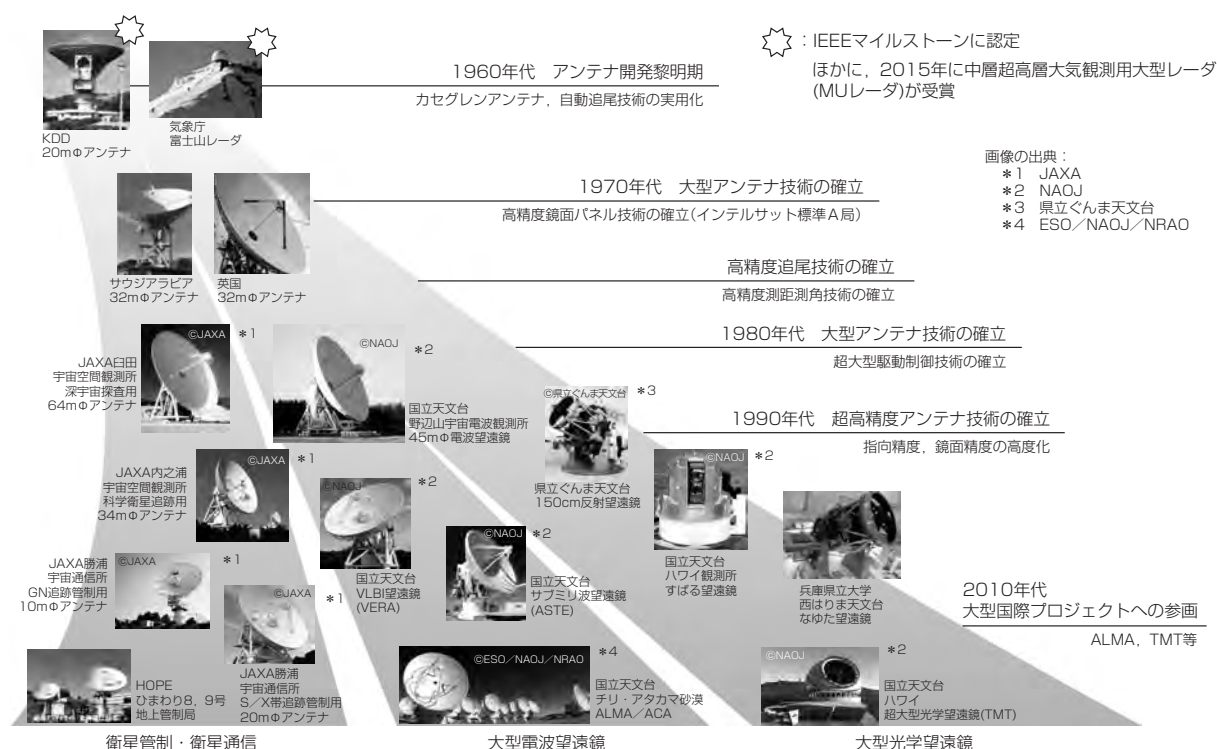 ：IEEEマイルストーンに認定
ほかに，2015年に中層超高層大気観測用大型レーダ
(MUレーダ)が受賞
1960年代　アンテナ開発黎明期
カセグレンアンテナ，自動追尾技術の実用化
KDD
20mΦアンテナ
気象庁
富士山レーダ
画像の出典：
＊1　JAXA
＊2　NAOJ
＊3　県立ぐんま天文台
＊4　ESO／NAOJ／NRAO
1970年代　大型アンテナ技術の確立
高精度鏡面パネル技術の確立(インテルサット標準A局)
サウジアラビア
32mΦアンテナ
英国
32mΦアンテナ
高精度追尾技術の確立
高精度測距測角技術の確立
1980年代　大型アンテナ技術の確立
超大型駆動制御技術の確立
©JAXA
＊1
JAXA臼田
宇宙空間観測所
深宇宙探査用
64mΦアンテナ
©NAOJ
＊2
国立天文台
野辺山宇宙電波観測所
45mΦ電波望遠鏡
1990年代　超高精度アンテナ技術の確立
指向精度，鏡面精度の高度化
©県立ぐんま天文台
＊3
県立ぐんま天文台
150cm反射望遠鏡
©JAXA
＊1
JAXA内之浦
宇宙空間観測所
科学衛星追跡用
34mΦアンテナ
©NAOJ
＊2
国立天文台
VLBI望遠鏡
(VERA)
©NAOJ
＊2
国立天文台
サブミリ波望遠鏡
(ASTE)
©NAOJ
＊2
国立天文台
ハワイ観測所
すばる望遠鏡
兵庫県立大学
西はりま天文台
なゆた望遠鏡
©JAXA
＊1
JAXA勝浦
宇宙通信所
GN追跡管制用
10mΦアンテナ
©JAXA
＊1
JAXA勝浦
宇宙通信所
S／X帯追跡管制用
20mΦアンテナ
2010年代
大型国際プロジェクトへの参画
ALMA，TMT等
HOPE
ひまわり8，9号
地上管制局
©ESO／NAOJ／NRAO
＊4
国立天文台
チリ・アタカマ砂漠
ALMA／ACA
©NAOJ
＊2
国立天文台
ハワイ
超大型光学望遠鏡(TMT)
衛星管制・衛星通信
大型電波望遠鏡
大型光学望遠鏡